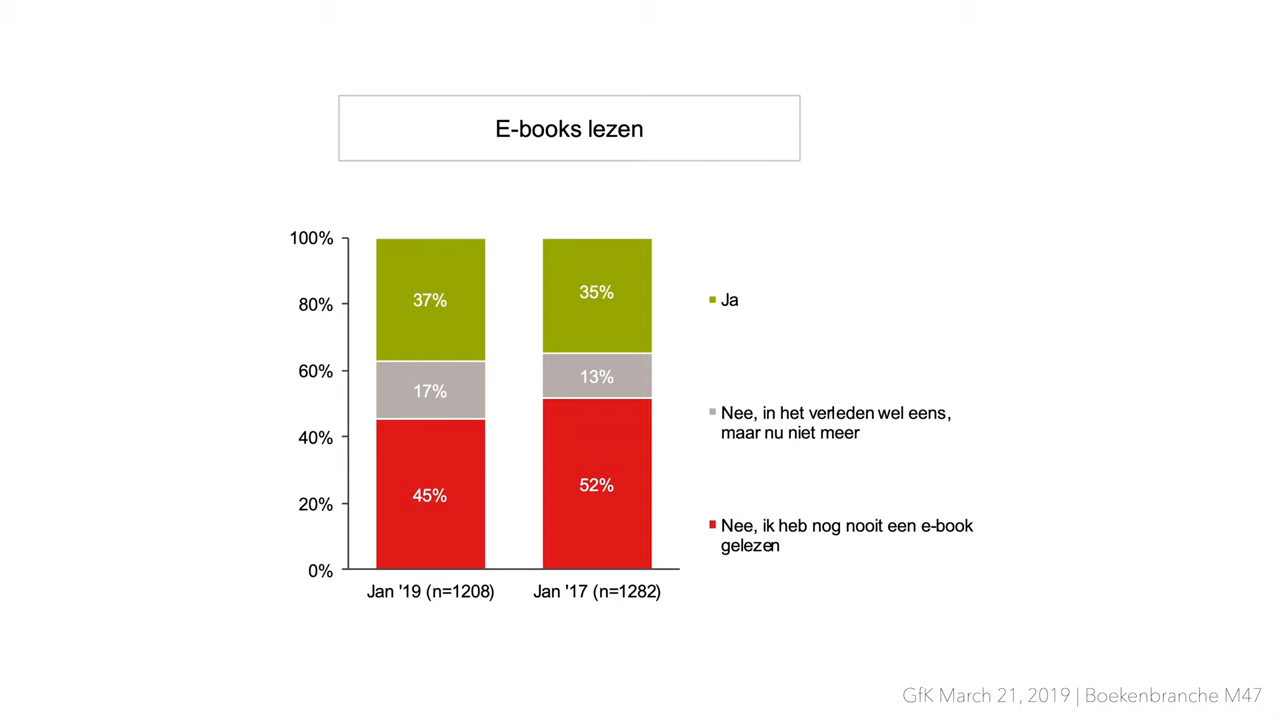 E-books lezen
100%
80%
60%
40%
20%
0%
37%
17%
45%
35%
13%
52%
Jan '19 (n=1208)
Jan '17 (n=1282)
Ja
Nee, in het verleden wel eens,
maar nu niet meer
Nee, ik heb nog nooit een e-book
gelezen
GfK March 21, 2019 | Boekenbranche M47